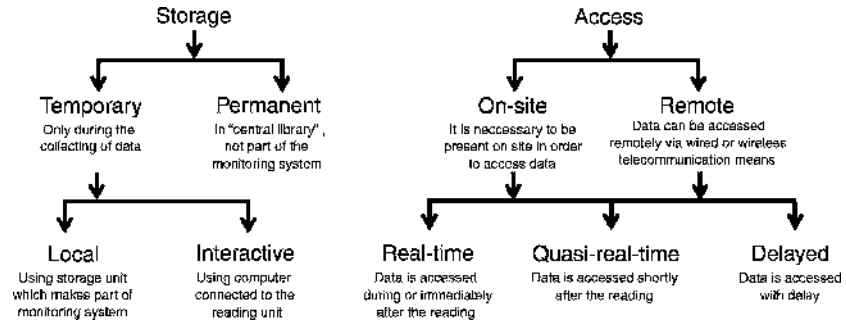 Storage
Temporary
Only during the
collecting of data
Permanent
In "central library",
not part of the
monitoring system
Local
Using storage unit
which makes part of
monitoring system
Interactive
Using computer
connected to the
reading unit
Access
On-site
It is neccessary to be
present on site in order
to access data
Remote
Data can be accessed
remotely via wired or wireless
telecommunication means
Real-time
Data is accessed
during or immediately
after the reading
Quasi-real-time
Data is accessed shortly
after the reading
Delayed
Data is accessed
with delay